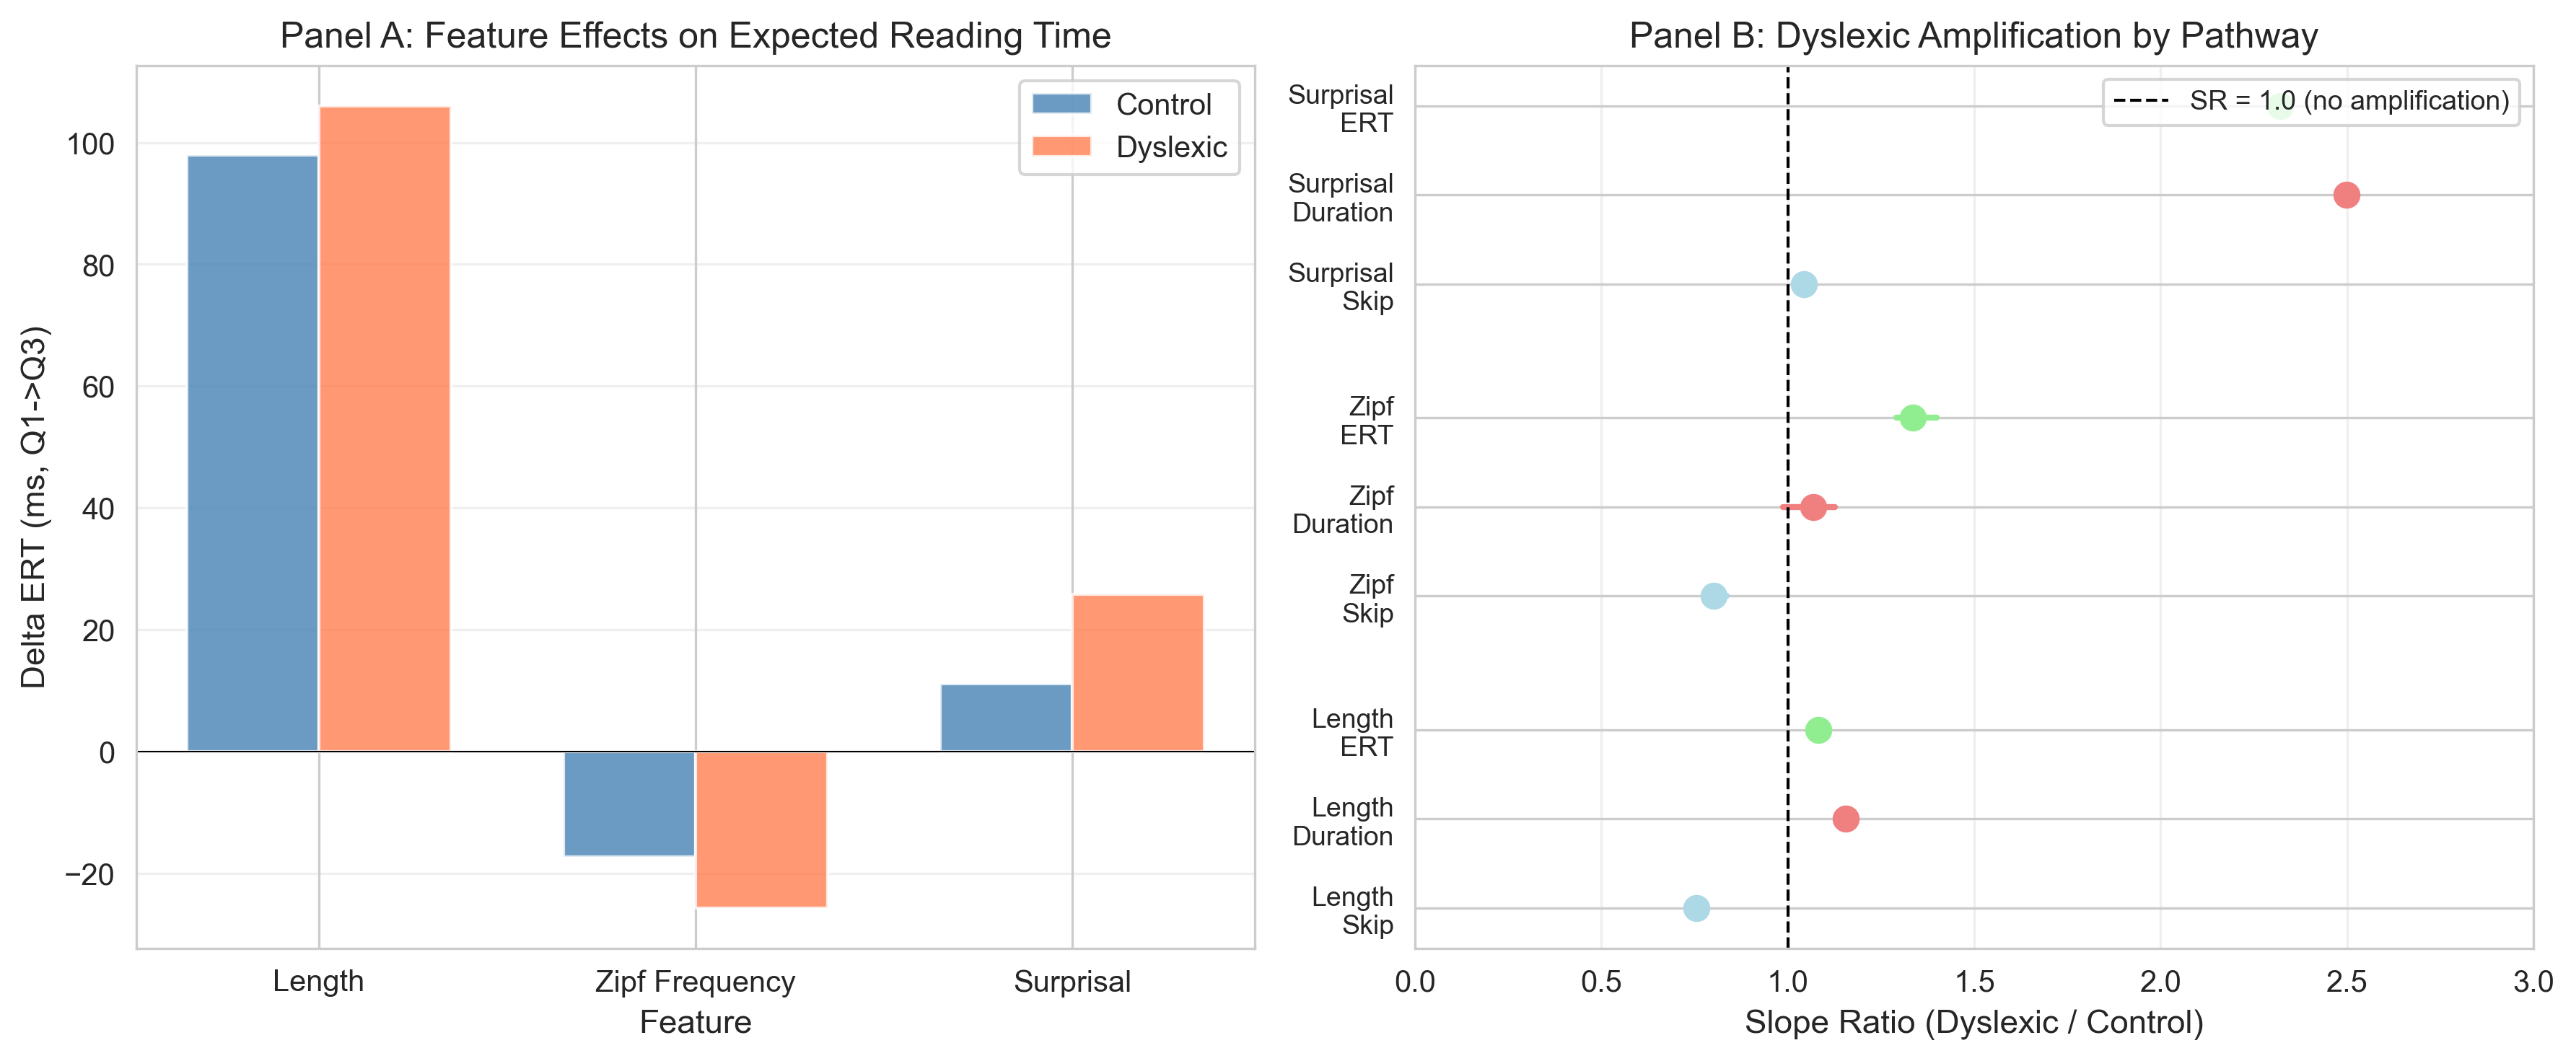 Panel A: Feature Effects on Expected Reading Time
Control
Dyslexic
Delta ERT (ms, Q1->Q3)
100
80
60
40
20
0
−20
Length
Zipf Frequency
Surprisal
Feature
Panel B: Dyslexic Amplification by Pathway
SR = 1.0 (no amplification)
Surprisal
ERT
Surprisal
Duration
Surprisal
Skip
Zipf
ERT
Zipf
Duration
Zipf
Skip
Length
ERT
Length
Duration
Length
Skip
0.0
0.5
1.0
1.5
2.0
2.5
3.0
Slope Ratio (Dyslexic / Control)